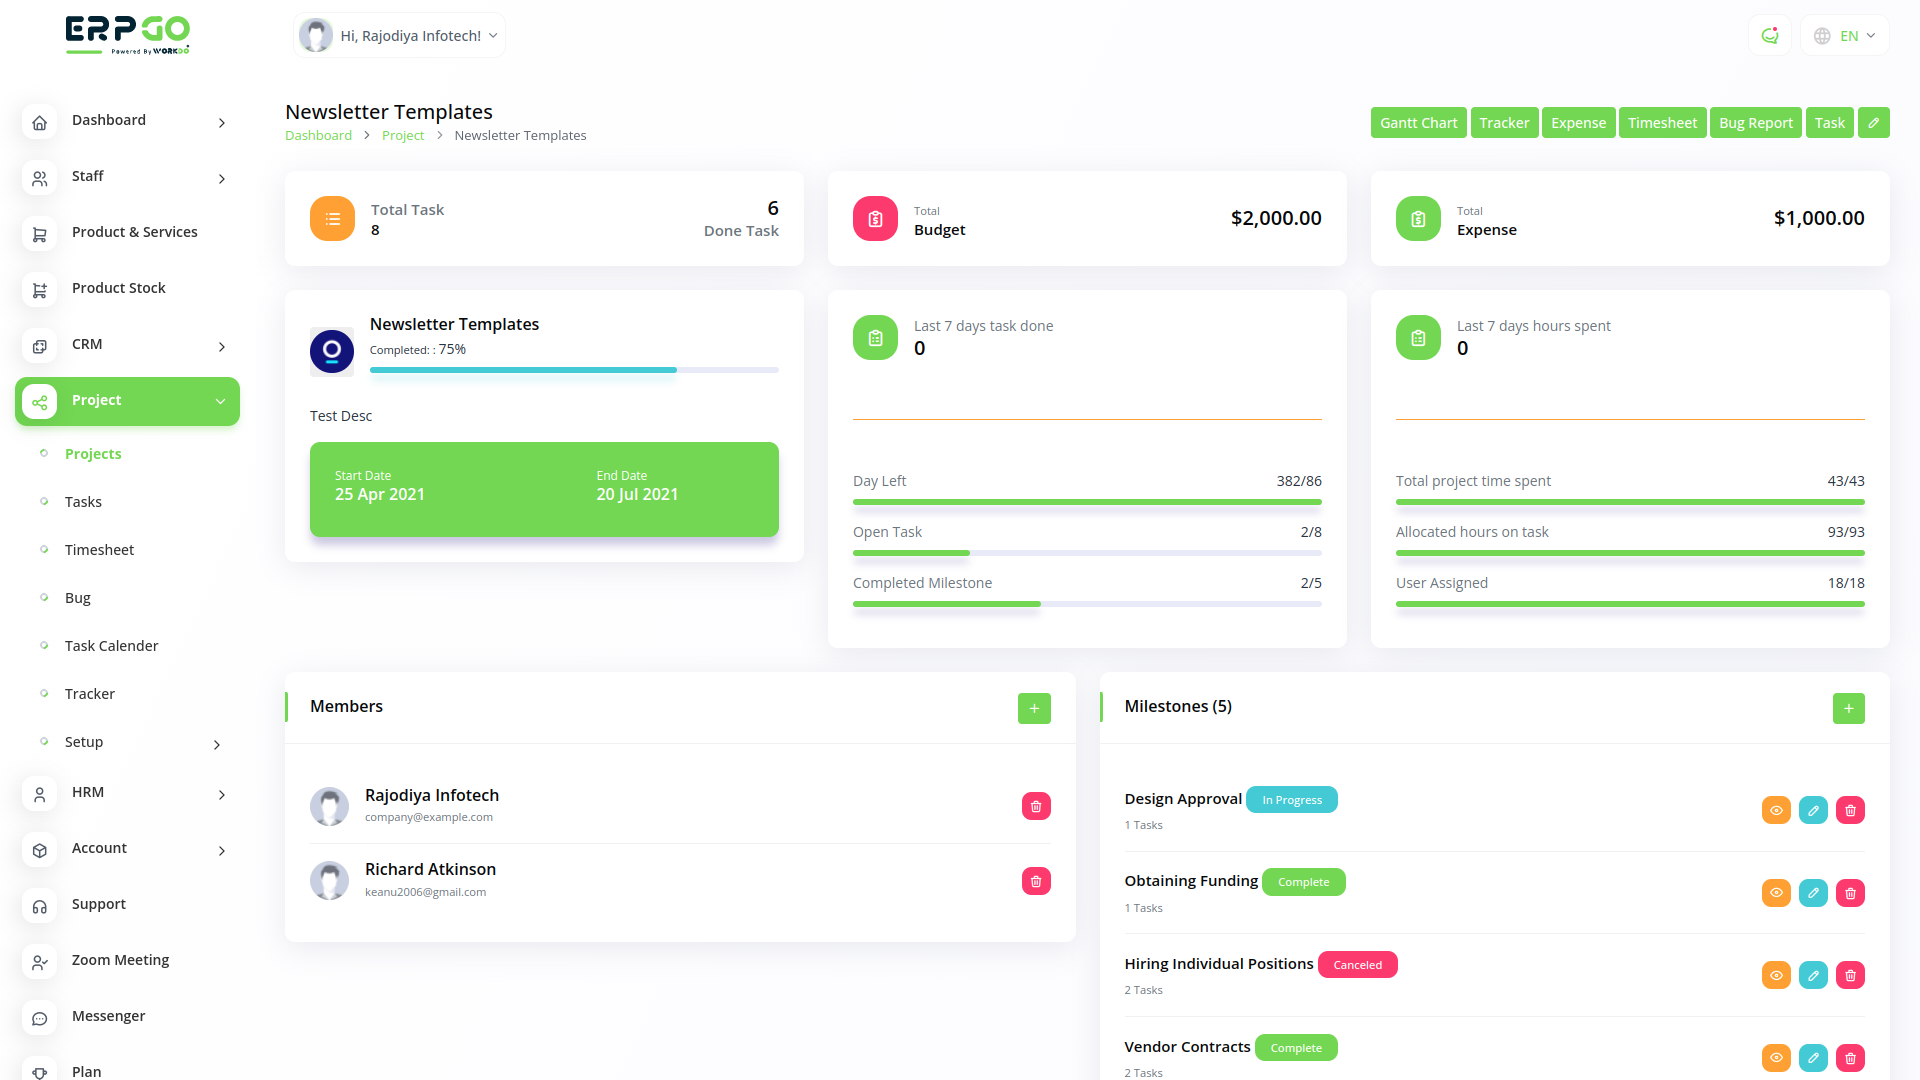 ERPGO
Powered By WORKDO
Hi, Rajodiya Infotech!
EN
Dashboard
Staff
Product & Services
Product Stock
CRM
Project
Projects
Tasks
Timesheet
Bug
Task Calender
Tracker
Setup
HRM
Account
Support
Zoom Meeting
Messenger
Plan
Newsletter Templates
Dashboard > Project > Newsletter Templates
Gantt Chart Tracker Expense Timesheet Bug Report Task
Total Task
8
6
Done Task
Total
Budget
$2,000.00
Total
Expense
$1,000.00
Newsletter Templates
Completed: : 75%
Test Desc
Start Date
25 Apr 2021
End Date
20 Jul 2021
Last 7 days task done
0
Day Left 382/86
Open Task 2/8
Completed Milestone 2/5
Last 7 days hours spent
0
Total project time spent 43/43
Allocated hours on task 93/93
User Assigned 18/18
Members
+
Rajodiya Infotech
company@example.com
Richard Atkinson
keanu2006@gmail.com
Milestones (5)
+
Design Approval In Progress
1 Tasks
Obtaining Funding Complete
1 Tasks
Hiring Individual Positions Canceled
2 Tasks
Vendor Contracts Complete
2 Tasks